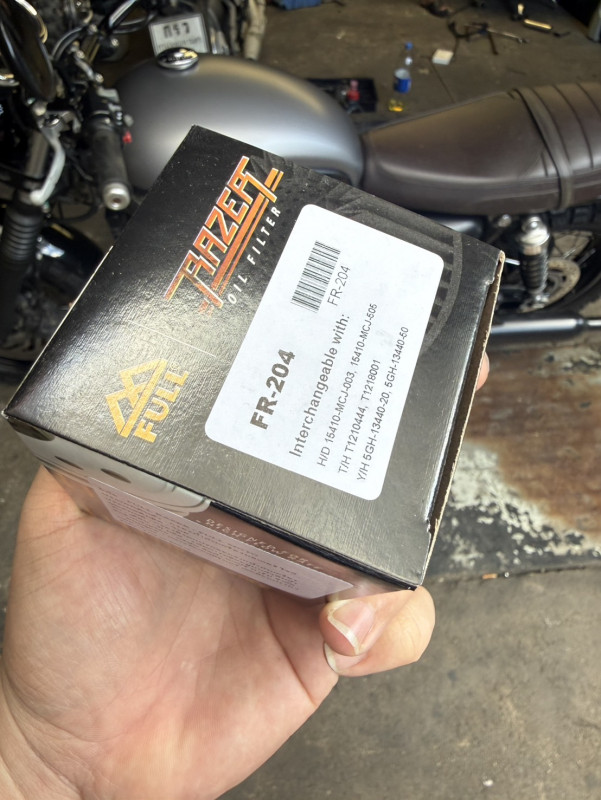 RAZER
OIL FILTER
FULL
FR-204
FR-204
Interchangeable with:
H/D 15410-MCJ-003, 15410-MCJ-505
T/H T1210444, T1218001
Y/H 5GH-13440-20, 5GH-13440-50